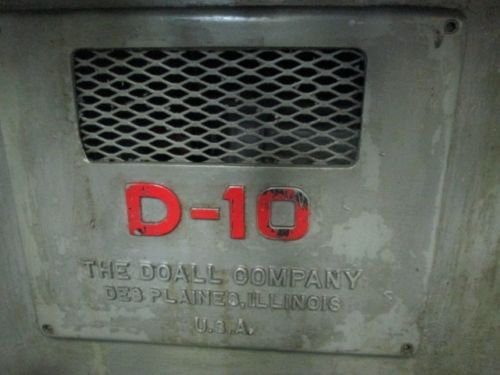 D-10
THE DOALL COMPANY
DES PLAINES, ILLINOIS
U.S.A.